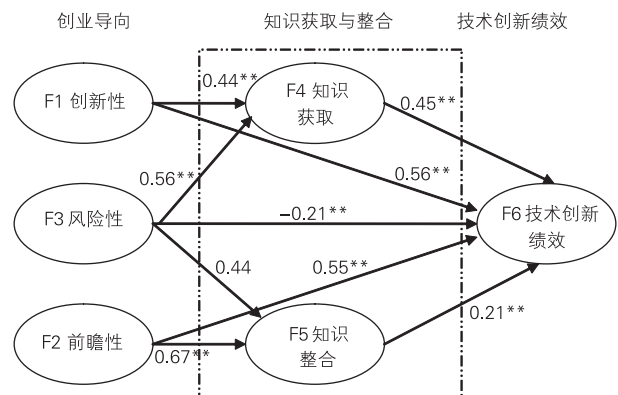 创业导向 知识获取与整合 技术创新绩效
0.44**
F1 创新性
F4 知识
获取
0.45**
0.56**
0.56**
F3 风险性
-0.21**
F6 技术创新
绩效
0.44
0.55**
0.21**
F2 前瞻性
0.67**
F5 知识
整合